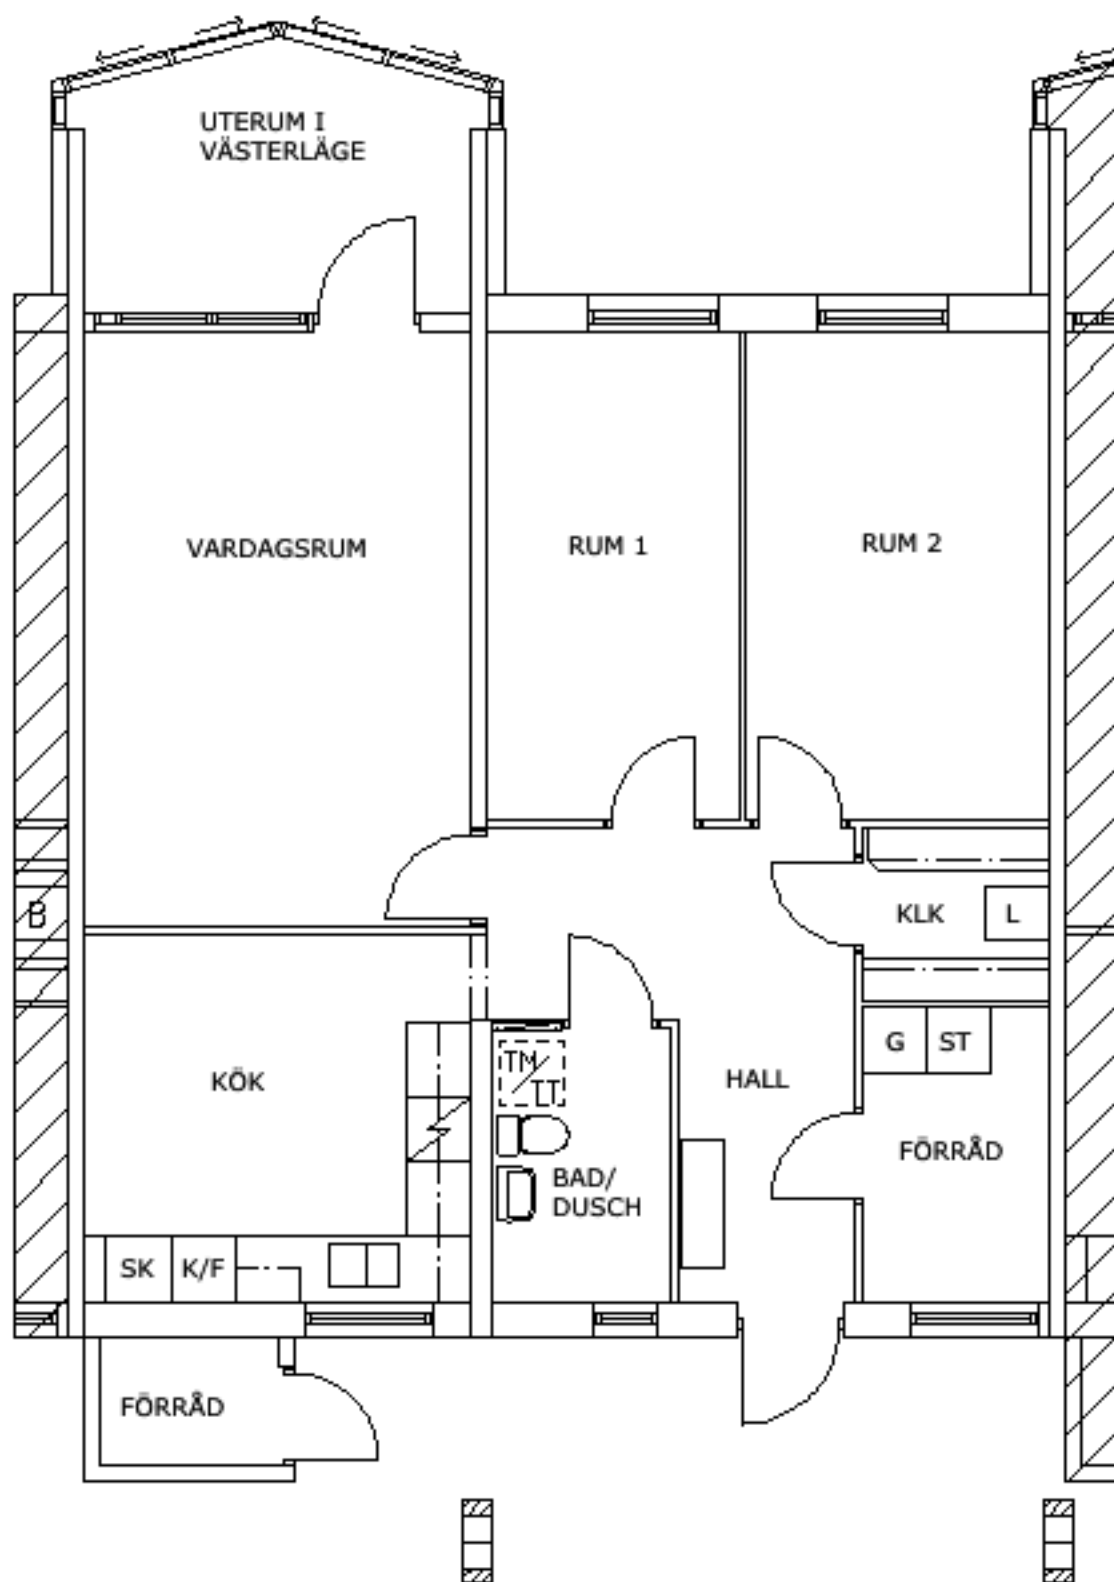 UTERUM I
VÄSTERLÄGE
VARDAGSRUM
RUM 1
RUM 2
B
KLK
L
G
ST
KÖK
TM/
TT
HALL
FÖRRÅD
BAD/
DUSCH
SK
K/F
FÖRRÅD